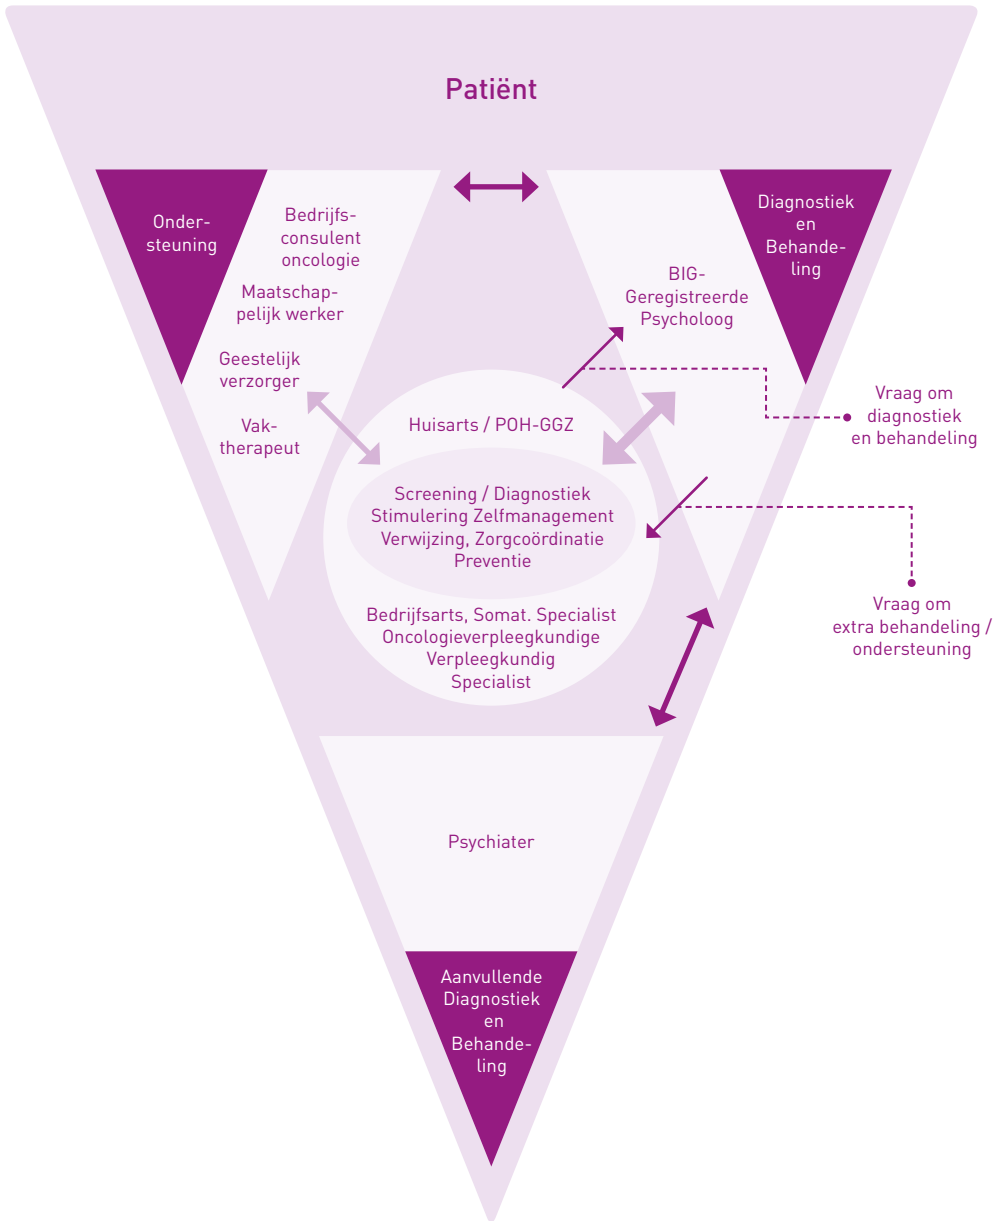 Patiënt
Onder-
steuning
Bedrijfs-
consulent
oncologie
Maatschap-
pelijk werker
Geestelijk
verzorger
Vak-
therapeut
Diagnostiek
en
Behande-
ling
BIG-
Geregistreerde
Psycholoog
Huisarts / POH-GGZ
Screening / Diagnostiek
Stimulering Zelfmanagement
Verwijzing, Zorgcoördinatie
Preventie
Bedrijfsarts, Somat. Specialist
Oncologieverpleegkundige
Verpleegkundig
Specialist
Vraag om
diagnostiek
en behandeling
Vraag om
extra behandeling /
ondersteuning
Psychiater
Aanvullende
Diagnostiek
en
Behande-
ling